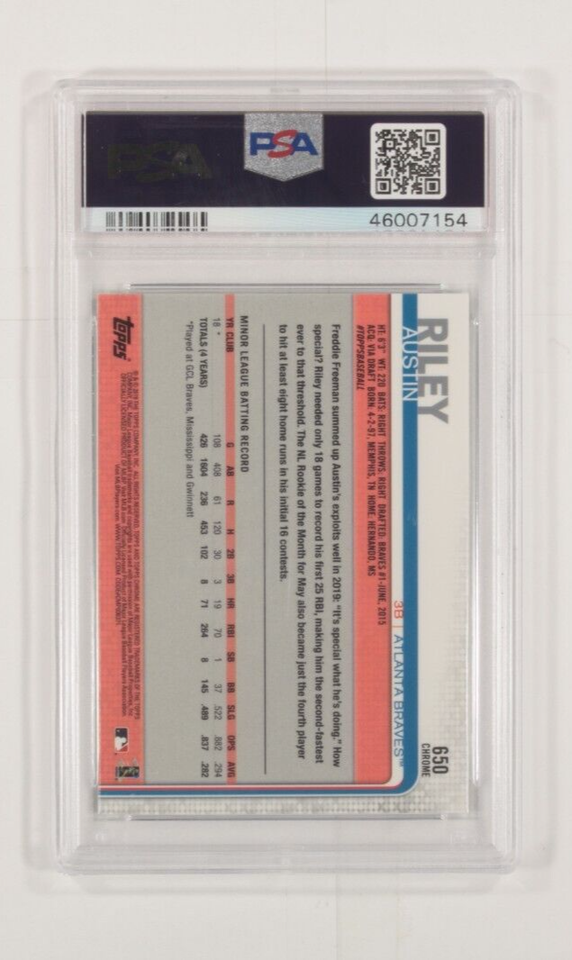 PSA
PSA
46007154
RILEY
AUSTIN
650
CHROME
3B | ATLANTA BRAVES™
HT: 6'3" WT: 220 BATS: RIGHT THROWS: RIGHT DRAFTED: BRAVES #1-JUNE, 2015
ACQ: VIA DRAFT BORN: 4-2-97, MEMPHIS, TN HOME: HERNANDO, MS
#TOPPSBASEBALL
Freddie Freeman summed up Austin's exploits well in 2019: "It's special what he's doing." How
special? Riley needed only 18 games to record his first 25 RBI, making him the second-fastest
ever to that threshold. The NL Rookie of the Month for May also became just the fourth player
to hit at least eight home runs in his initial 16 contests.
MINOR LEAGUE BATTING RECORD
YR CLUB G AB R H 2B 3B HR RBI SB BB SLG OPS AVG
18 * 108 408 61 120 30 3 19 70 1 37 .522 .882 .294
TOTALS (4 YEARS) 426 1604 236 453 102 8 71 264 8 145 .489 .837 .282
*Played at GCL Braves, Mississippi and Gwinnett
topps